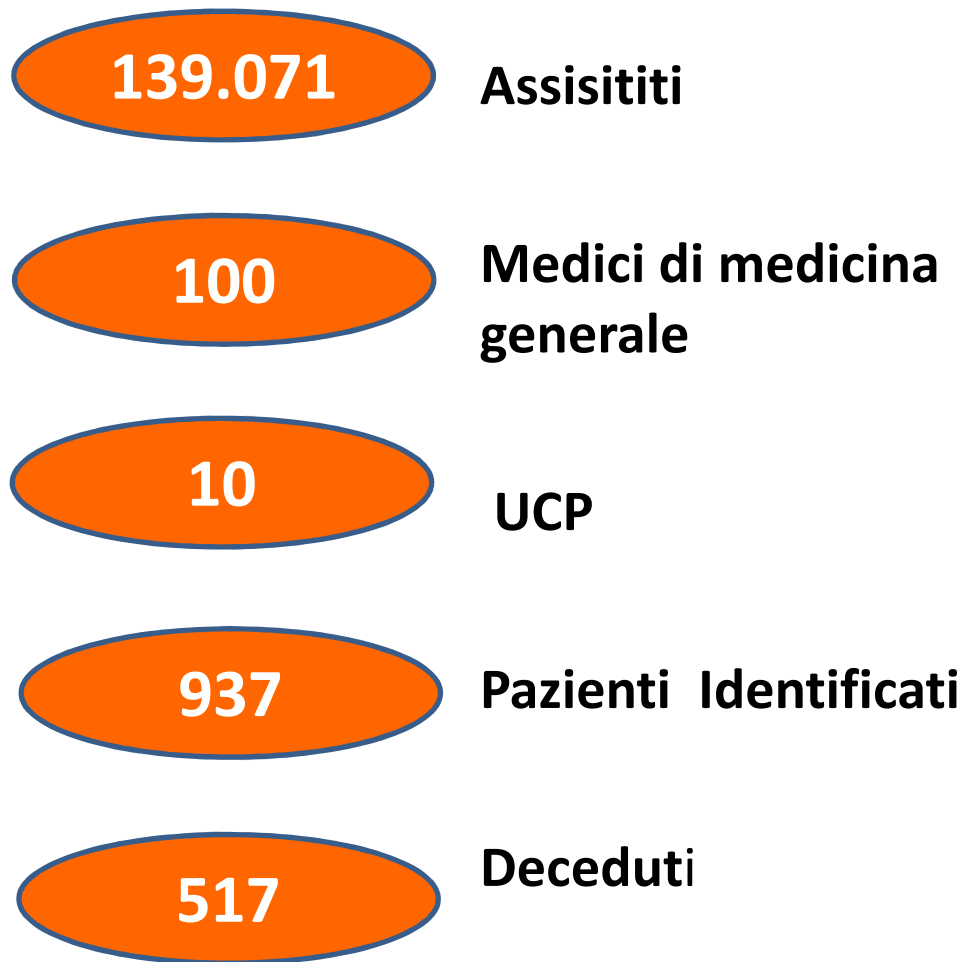 139.071 Assisititi
100 Medici di medicina
generale
10 UCP
937 Pazienti Identificati
517 Deceduti